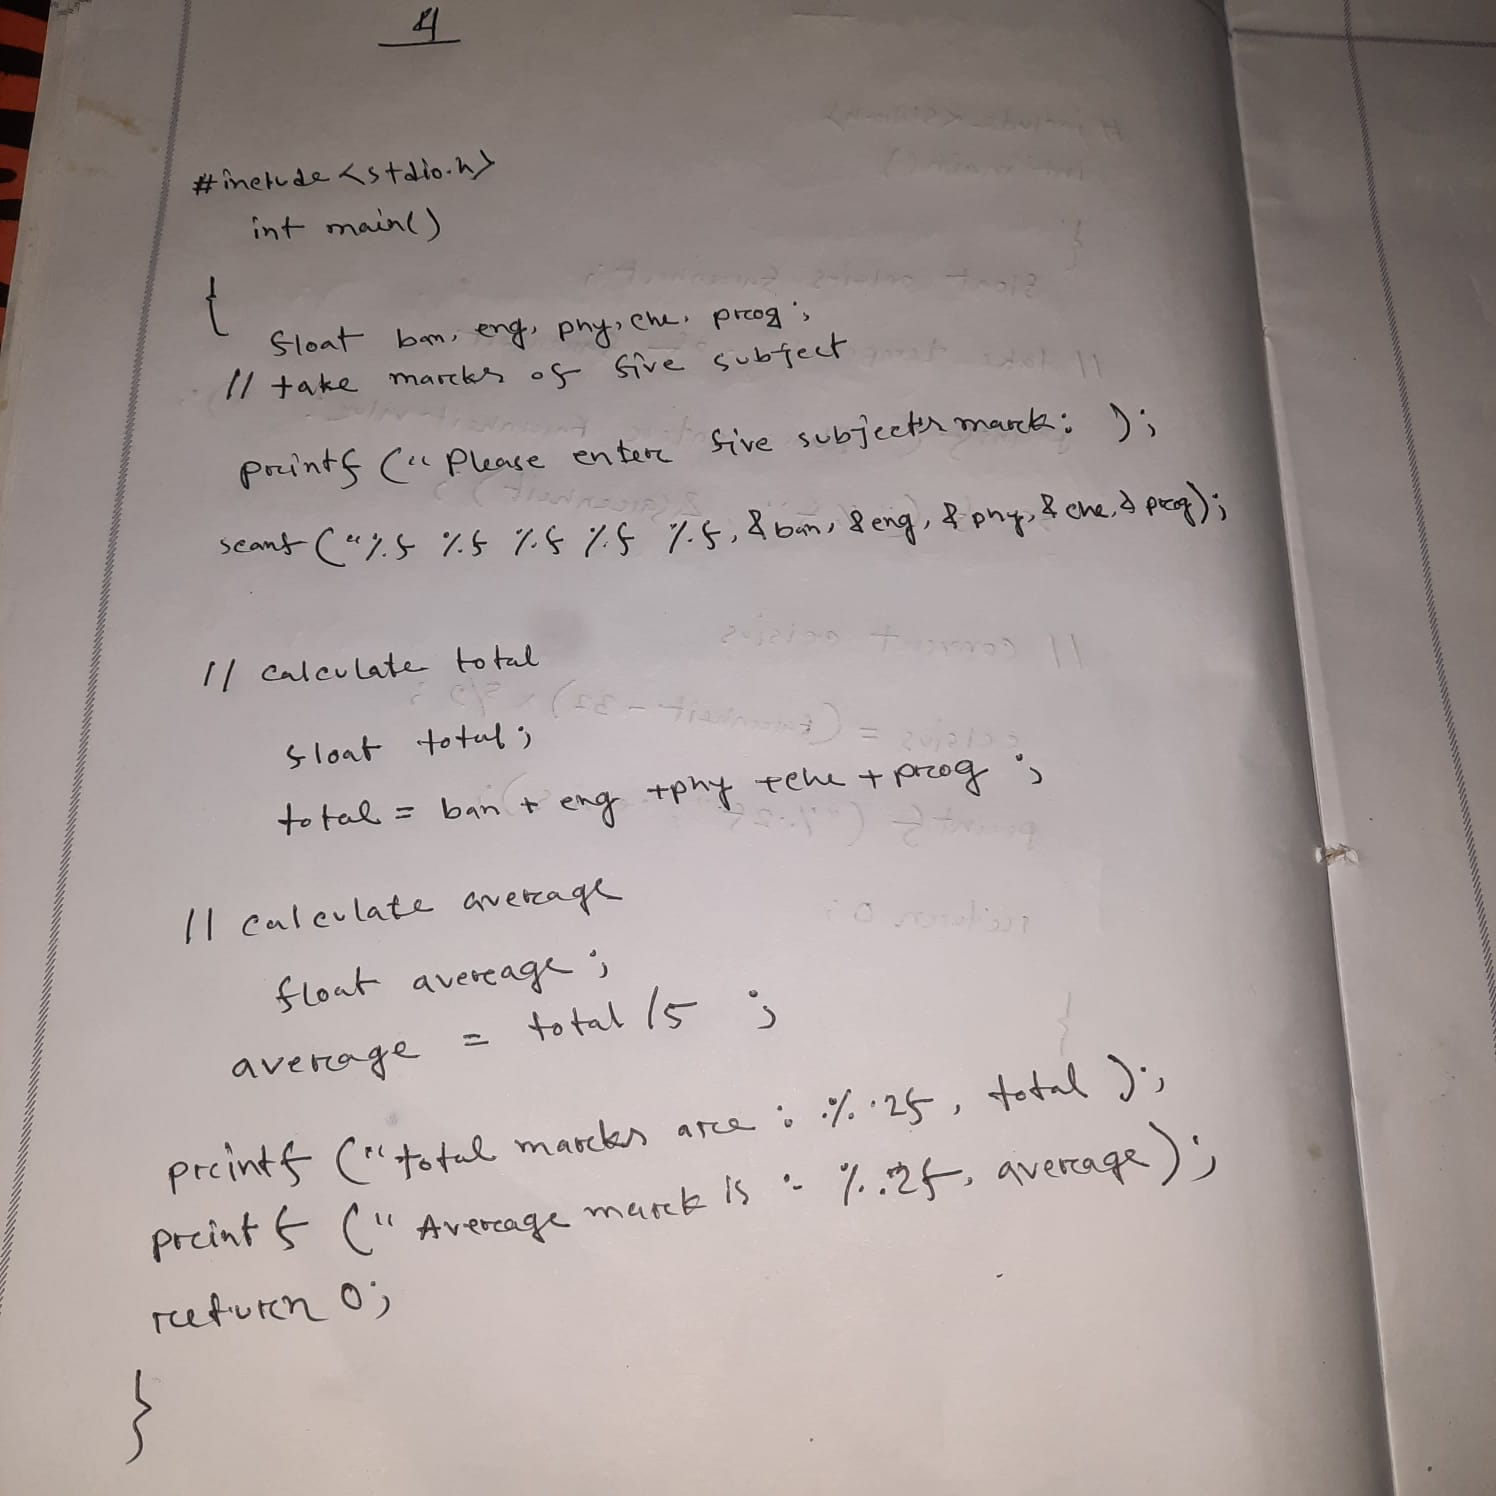 4
#include <stdio.h>
int main()
{
float ban, eng, phy, che, prog ;
// take marks of five subject
printf (" Please enter five subjects mark: );
scanf ("%f %f %f %f %f, &ban, &eng, &phy, &che, & prog);
// calculate total
float total ;
total = ban + eng +phy +che + prog ;
// calculate average
float average ;
average = total /5 ;
printf ("total marks are : %.2f, total );
printf (" Average mark is :- %.2f, average);
return 0;
}